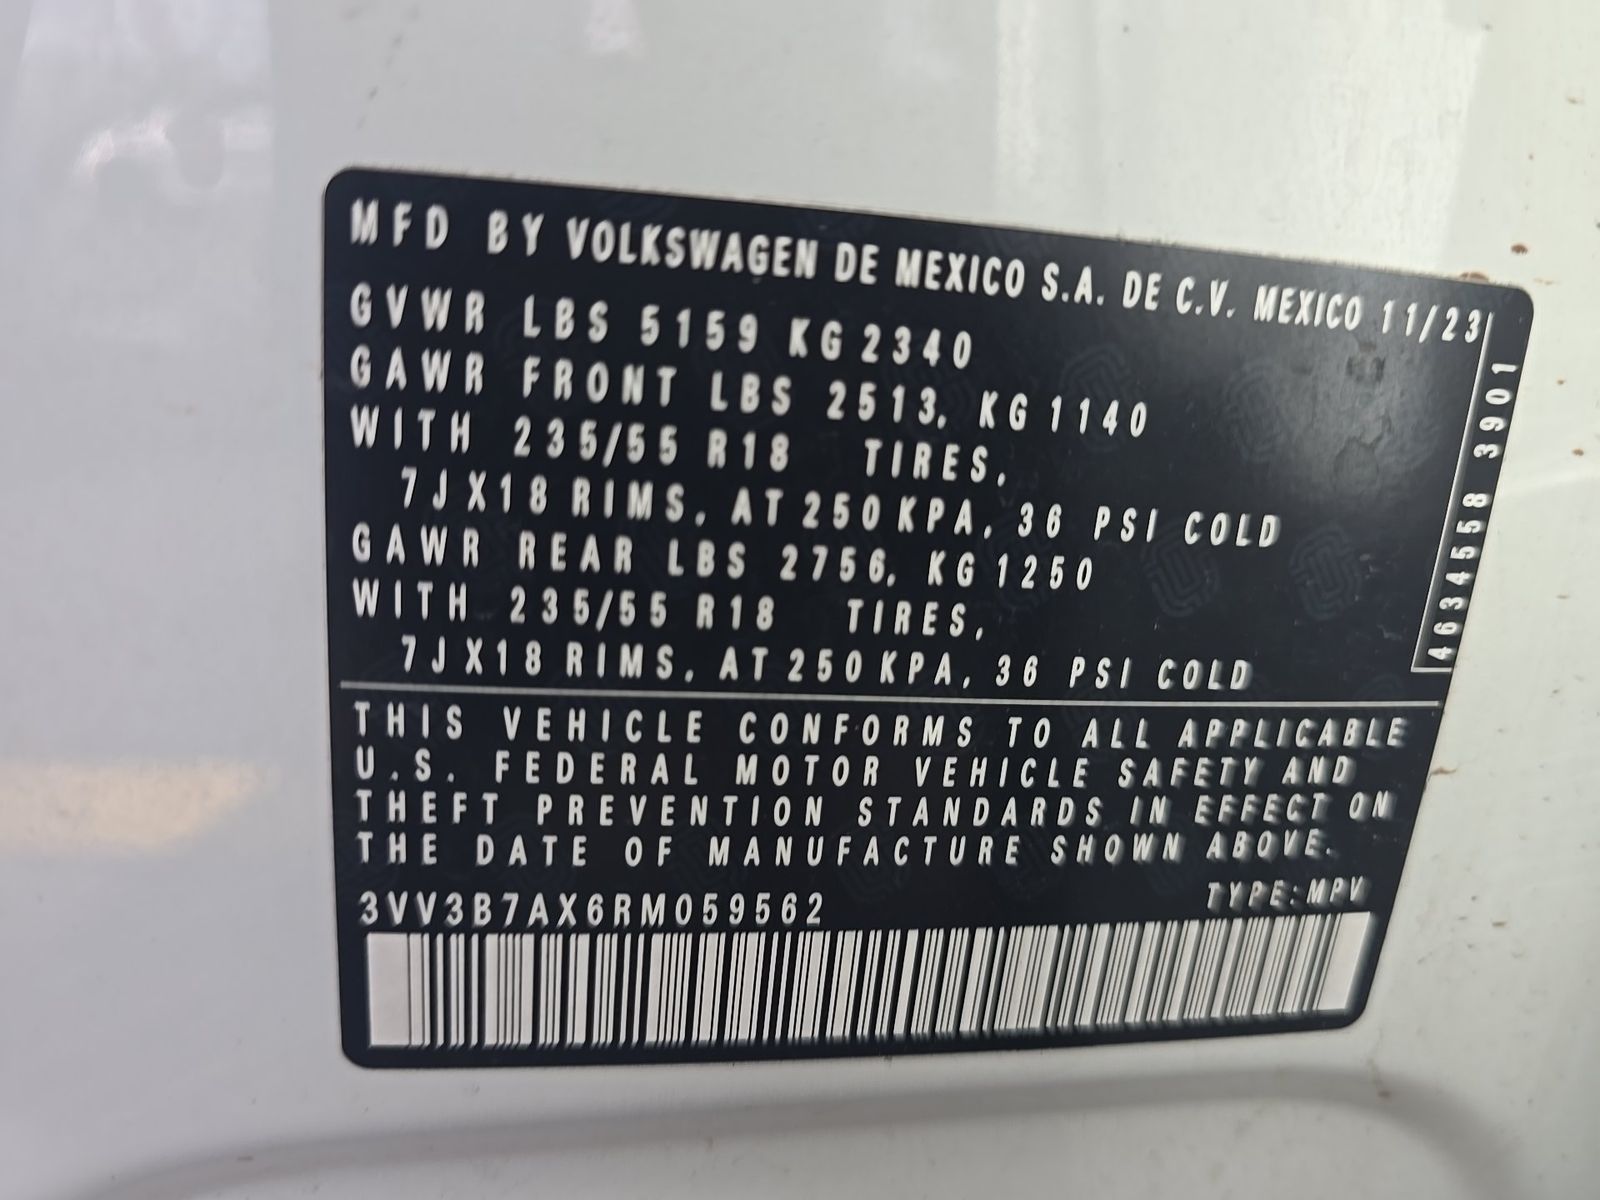 MFD BY VOLKSWAGEN DE MEXICO S.A. DE C.V. MEXICO 11/23
GVWR LBS 5159 KG 2340
GAWR FRONT LBS 2513, KG 1140
WITH 235/55 R18 TIRES,
7J X18 RIMS, AT 250 KPA, 36 PSI COLD
GAWR REAR LBS 2756, KG 1250
WITH 235/55 R18 TIRES,
7J X18 RIMS, AT 250 KPA, 36 PSI COLD
4634558 3901
THIS VEHICLE CONFORMS TO ALL APPLICABLE
U.S. FEDERAL MOTOR VEHICLE SAFETY AND
THEFT PREVENTION STANDARDS IN EFFECT ON
THE DATE OF MANUFACTURE SHOWN ABOVE.
3VV3B7AX6RM059562 TYPE:MPV